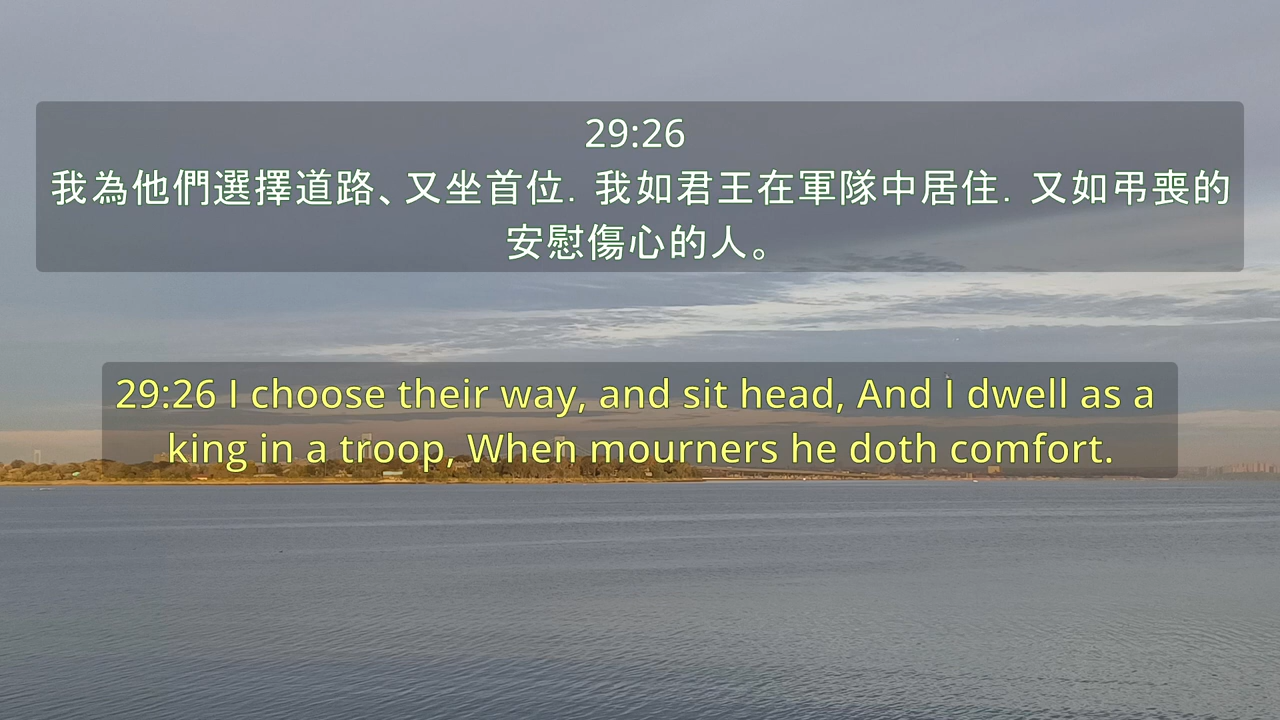 29:26
我為他們選擇道路、又坐首位．我如君王在軍隊中居住．又如弔喪的
安慰傷心的人。
29:26 I choose their way, and sit head, And I dwell as a
king in a troop, When mourners he doth comfort.